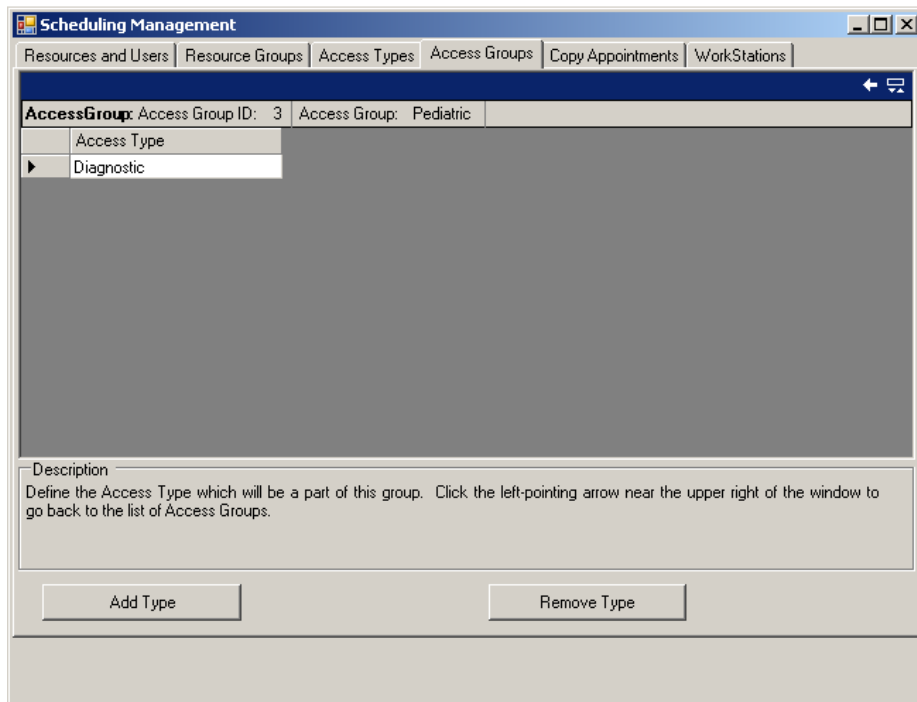 Scheduling Management
Resources and Users Resource Groups Access Types Access Groups Copy Appointments WorkStations
AccessGroup: Access Group ID: 3 Access Group: Pediatric
Access Type
Diagnostic
Description
Define the Access Type which will be a part of this group. Click the left-pointing arrow near the upper right of the window to
go back to the list of Access Groups.
Add Type Remove Type